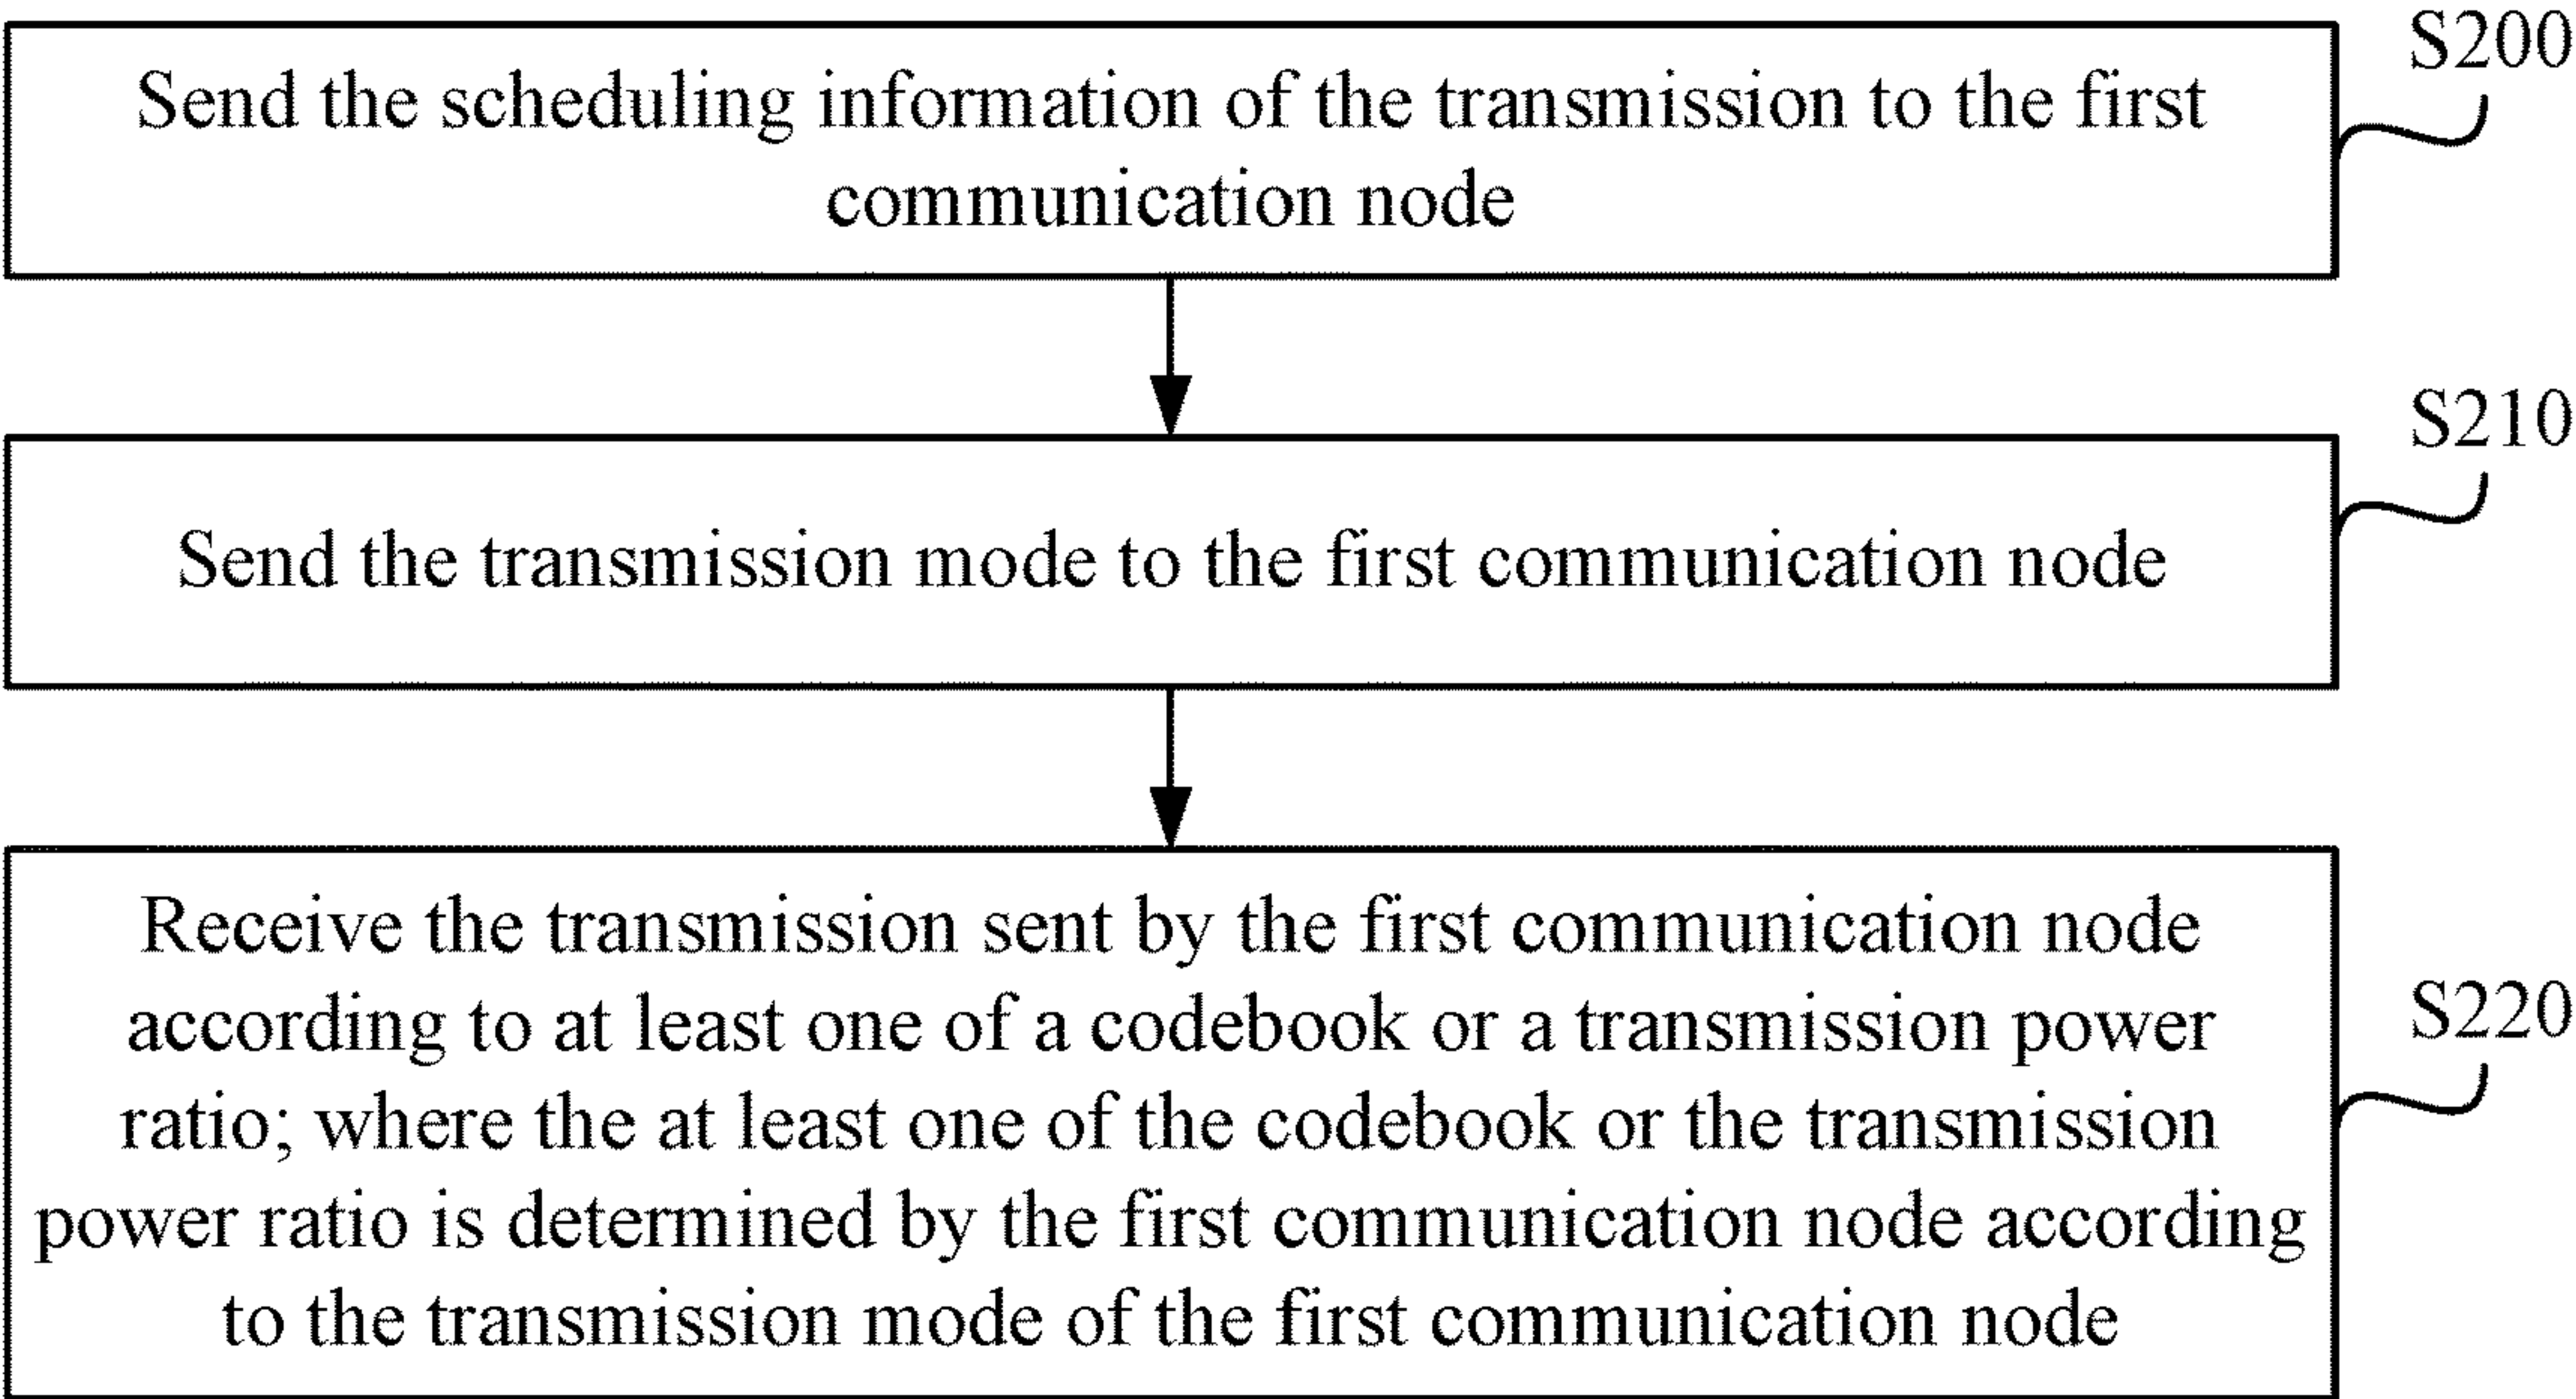 S200
Send the scheduling information of the transmission to the first
communication node
S210
Send the transmission mode to the first communication node
Receive the transmission sent by the first communication node
according to at least one of a codebook or a transmission power
ratio; where the at least one of the codebook or the transmission
power ratio is determined by the first communication node according
to the transmission mode of the first communication node
S220